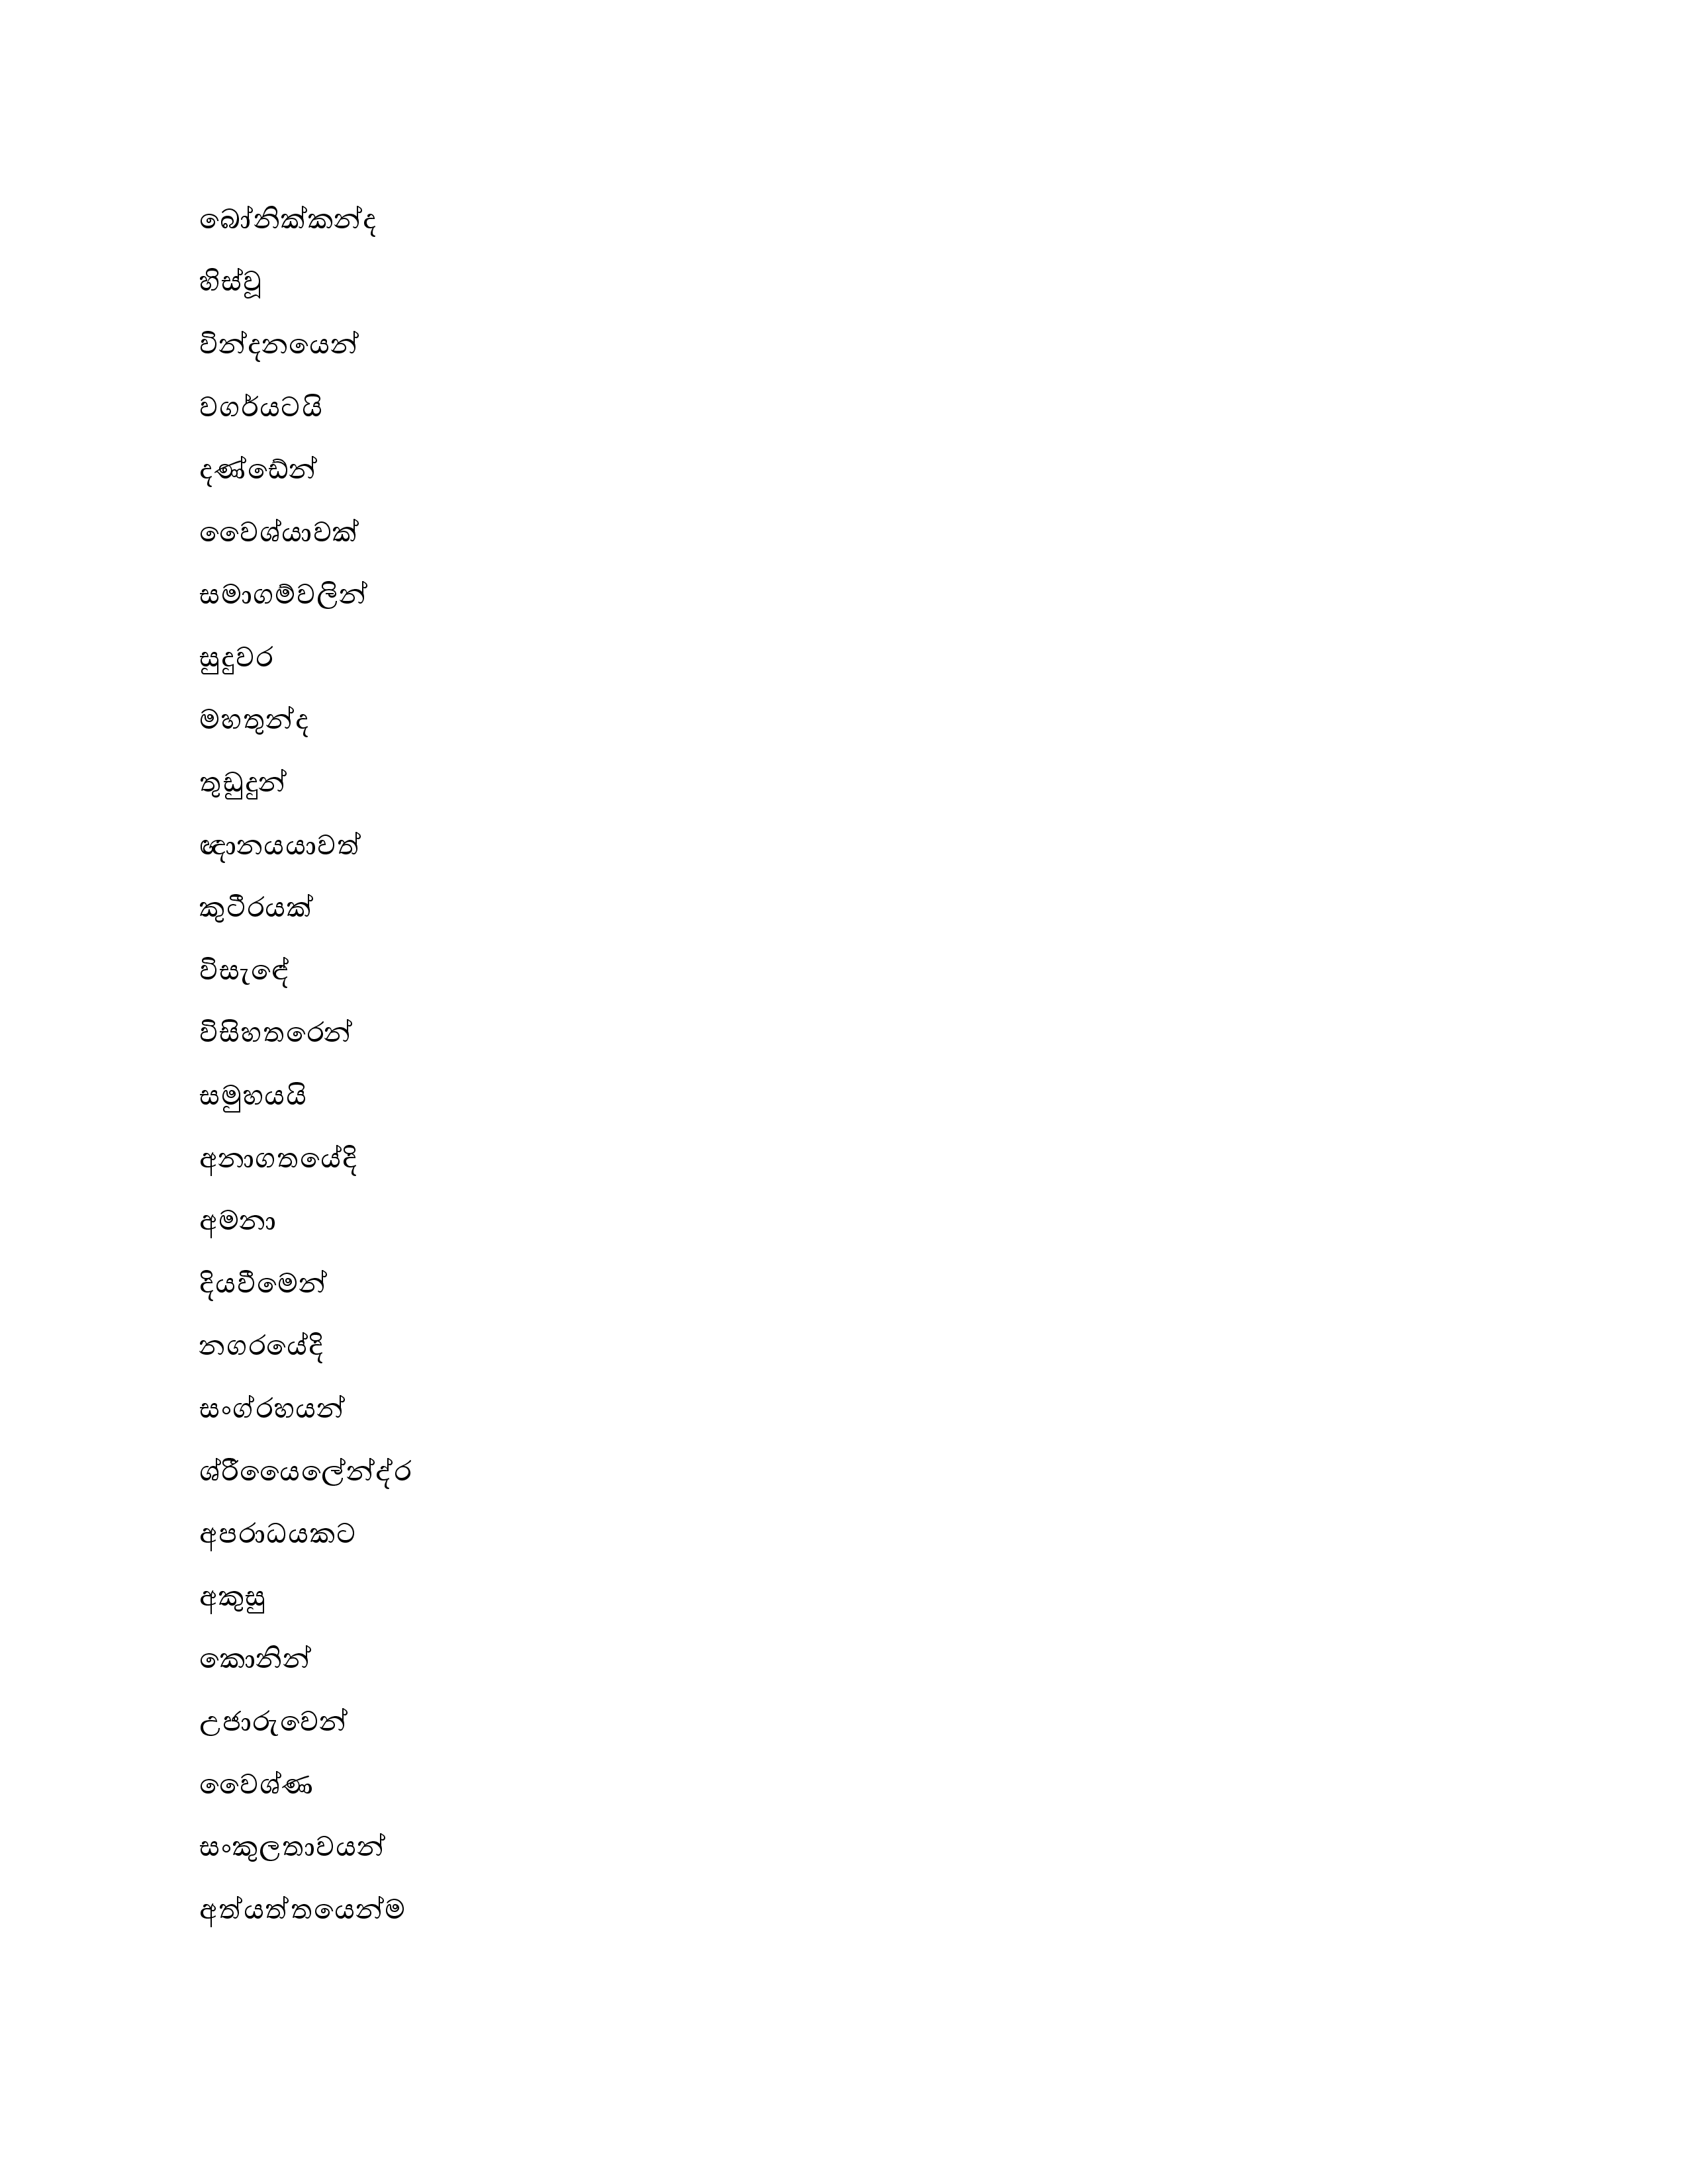 බෝනික්කන්ද
හිස්වූ
වින්දනයෙන්
වගර්යටයි
දණ්ඩේන්
වෛශ්යාවක්
සමාගම්වලින්
සුදුවර
මහතුන්ද
තුඩුදුන්
ඥානයයාවත්
කුටීරයක්
විසැඳේ
විසිහතරෙන්
සමුහයයි
අනාගතයේදි
අමනා
දියවීමෙන්
නගරයේදි
සංග්රහයන්
ශ්රීයෛලේන්ද්ර
අපරාධයකට
අකුසු
කොනින්
උජාරුවෙන්
වෛශ්ණ
සංකුලතාවයන්
අත්යන්තයෙන්ම